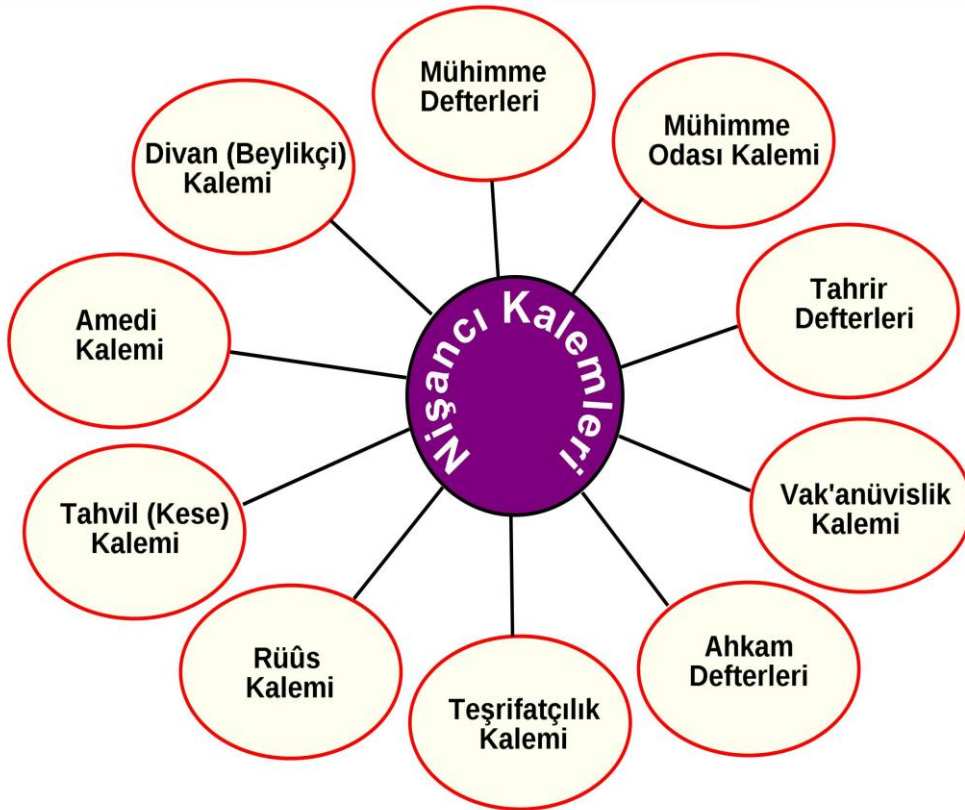 Mühimme
Defterleri
Mühimme
Odası Kalemi
Tahrir
Defterleri
Vak'anüvislik
Kalemi
Ahkam
Defterleri
Teşrifatçılık
Kalemi
Rüûs
Kalemi
Tahvil (Kese)
Kalemi
Amedi
Kalemi
Divan (Beylikçi)
Kalemi
Nişancı Kalemleri